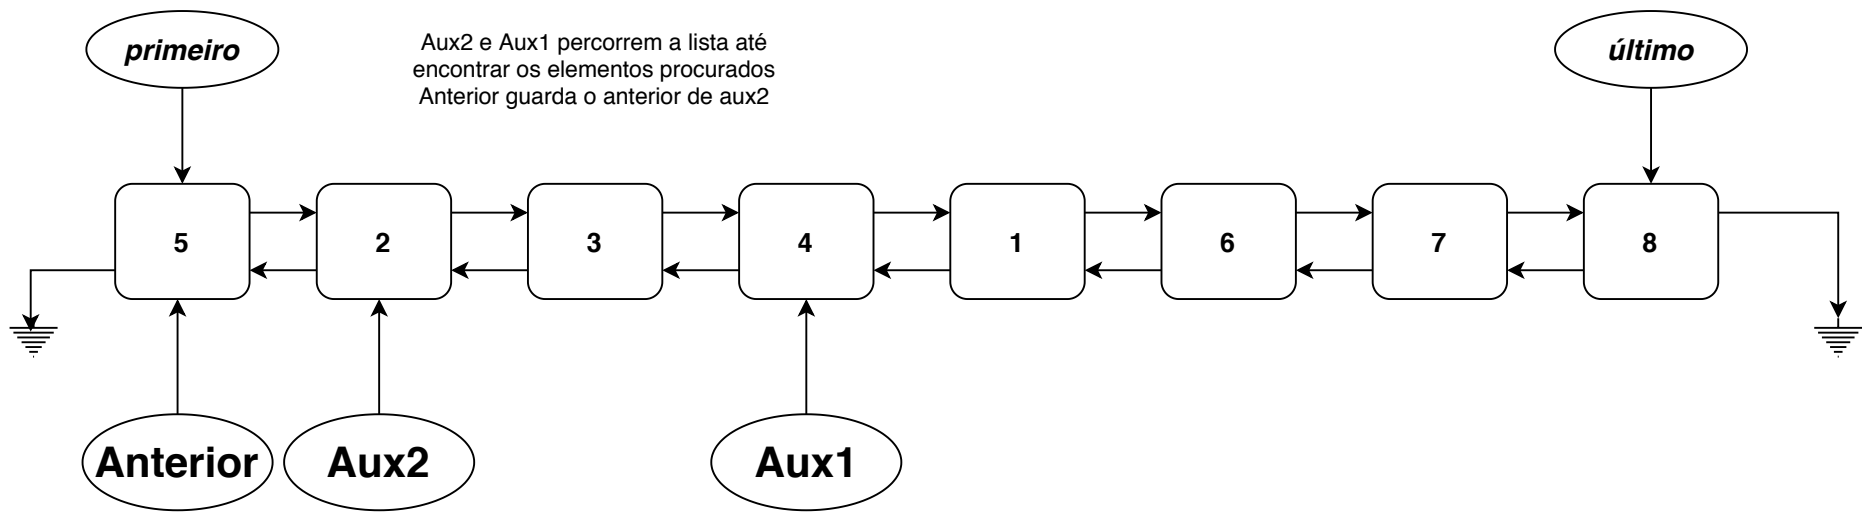 primeiro
Aux2 e Aux1 percorrem a lista até
encontrar os elementos procurados
Anterior guarda o anterior de aux2
último
5
2
3
4
1
6
7
8
Anterior
Aux2
Aux1